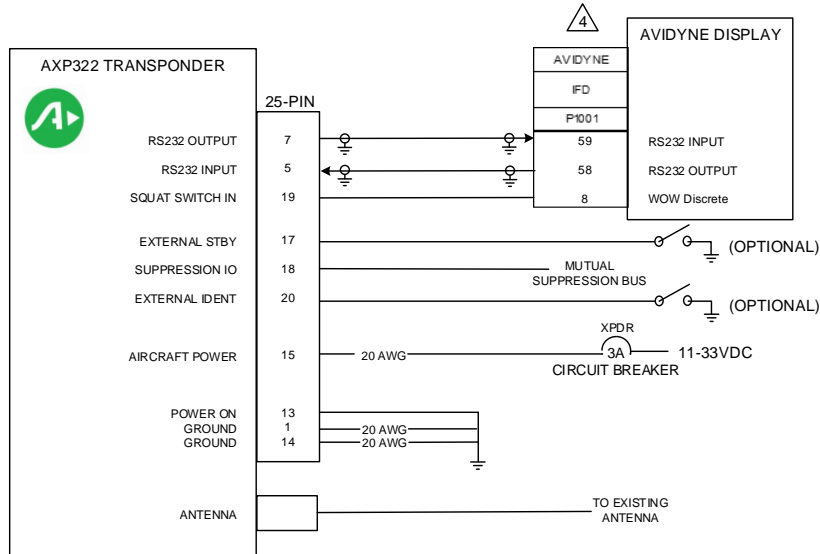 4
AVIDYNE DISPLAY
AXP322 TRANSPONDER
AVIDYNE
IFD
P1001
25-PIN
RS232 OUTPUT 7 59 RS232 INPUT
RS232 INPUT 5 58 RS232 OUTPUT
SQUAT SWITCH IN 19 8 WOW Discrete
EXTERNAL STBY 17 (OPTIONAL)
SUPPRESSION IO 18 MUTUAL
SUPPRESSION BUS
EXTERNAL IDENT 20 (OPTIONAL)
XPDR
AIRCRAFT POWER 15 20 AWG 3A 11-33VDC
CIRCUIT BREAKER
POWER ON 13
GROUND 1 20 AWG
GROUND 14 20 AWG
ANTENNA TO EXISTING
ANTENNA